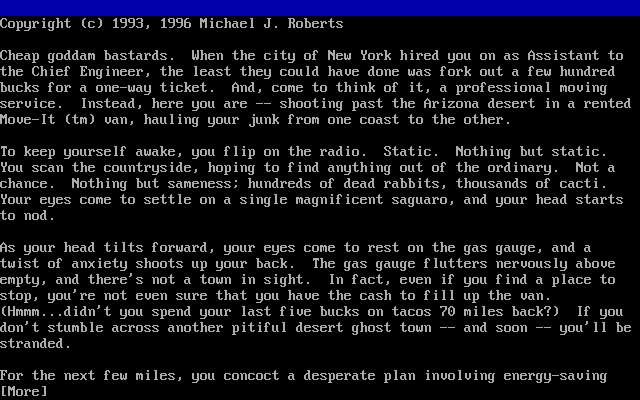 Copyright (c) 1993, 1996 Michael J. Roberts
Cheap goddam bastards.  When the city of New York hired you on as Assistant to
the Chief Engineer, the least they could have done was fork out a few hundred
bucks for a one-way ticket.  And, come to think of it, a professional moving
service.  Instead, here you are -- shooting past the Arizona desert in a rented
Move-It (tm) van, hauling your junk from one coast to the other.
To keep yourself awake, you flip on the radio.  Static.  Nothing but static.
You scan the countryside, hoping to find anything out of the ordinary.  Not a
chance.  Nothing but sameness; hundreds of dead rabbits, thousands of cacti.
Your eyes come to settle on a single magnificent saguaro, and your head starts
to nod.
As your head tilts forward, your eyes come to rest on the gas gauge, and a
twist of anxiety shoots up your back.  The gas gauge flutters nervously above
empty, and there's not a town in sight.  In fact, even if you find a place to
stop, you're not even sure that you have the cash to fill up the van.
(Hmmm...didn't you spend your last five bucks on tacos 70 miles back?)  If you
don't stumble across another pitiful desert ghost town -- and soon -- you'll be
stranded.
For the next few miles, you concoct a desperate plan involving energy-saving
[More]